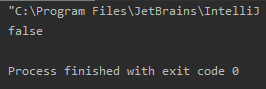 "C:\Program Files\JetBrains\IntelliJ
false
Process finished with exit code 0